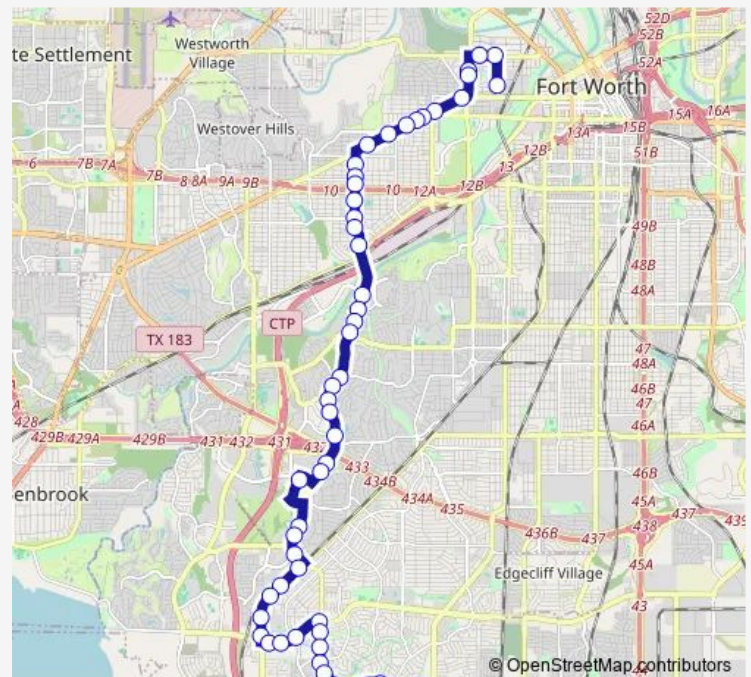 52D
52B
te Settlement
Westworth
Village
52A
Fort Worth
15A
16A
Westover Hills
15B
13A
51B
12B
6
7B
7A
7B
8
8A
9A
9B
10
10
12A
12B
13
49B
48B
48A
CTP
TX 183
47
48A
46B
47
428
46A
429B
429A
429B
431
432
431
432
433
46B
434B
enbrook
434A
45A
435
437
438
439
436B
437
45A
Edgecliff Village
43
44
© OpenStreetMap contributors